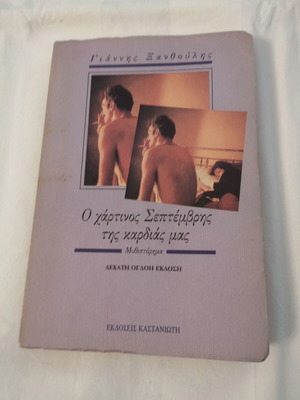 Γιάννης Ξανθούλης
Ο χάρτινος Σεπτέμβρης
της καρδιάς μας
Μυθιστόρημα
ΔΕΚΑΤΗ ΟΓΔΟΗ ΕΚΔΟΣΗ
ΕΚΔΟΣΕΙΣ ΚΑΣΤΑΝΙΩΤΗ